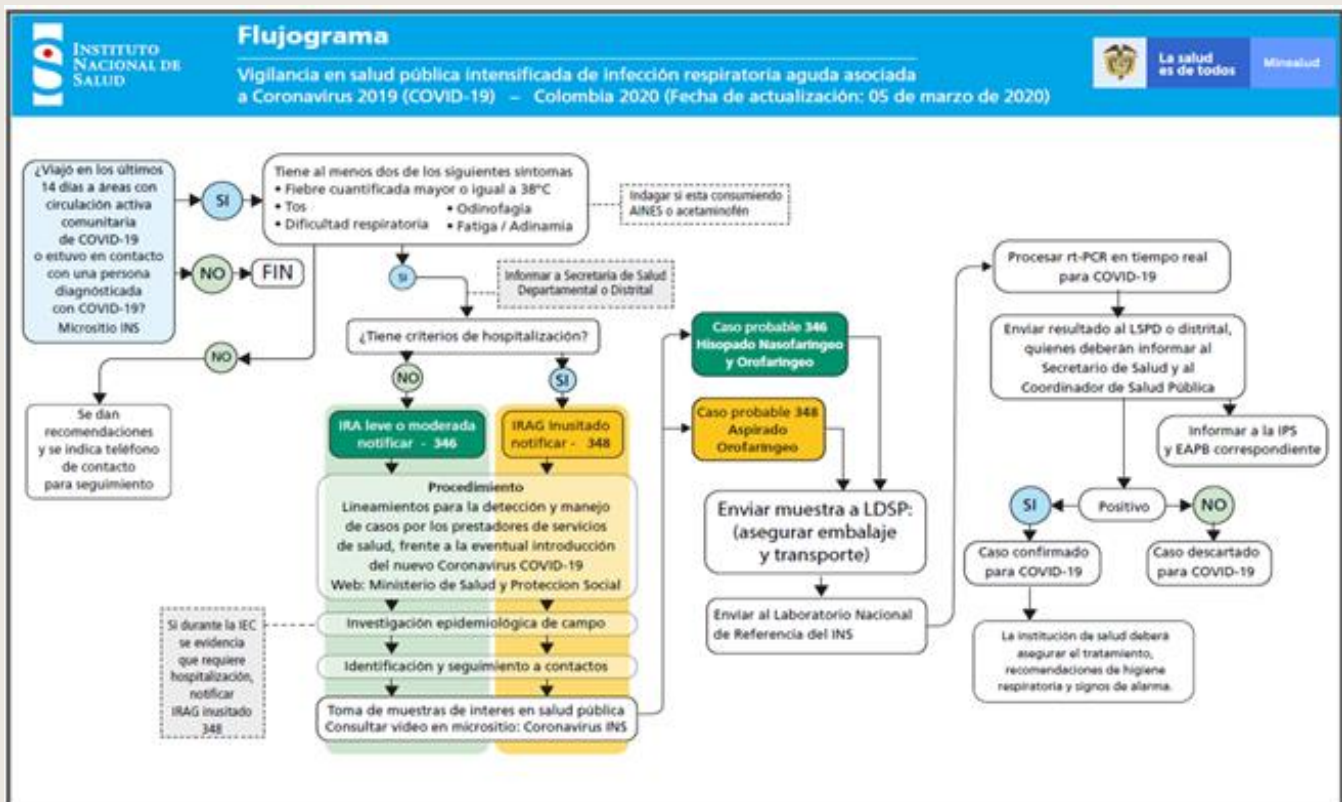 INSTITUTO
NACIONAL DE
SALUD
Flujograma
Vigilancia en salud pública intensificada de infección respiratoria aguda asociada
a Coronavirus 2019 (COVID-19) – Colombia 2020 (Fecha de actualización: 05 de marzo de 2020)
La salud
es de todos
Minsalud
¿Viajó en los últimos
14 días a áreas con
circulación activa
comunitaria
de COVID-19
o estuvo en contacto
con una persona
diagnósticada
con COVID-19?
Micrositio INS
SI
NO
FIN
Tiene al menos dos de los siguientes sintomas
• Fiebre cuantificada mayor o igual a 38°C
• Tos
• Odinofagia
• Dificultad respiratoria
• Fatiga / Adinamia
Indagar si esta consumiendo
AINES o acetaminofén
SI
Informar a Secretaria de Salud
Departamental o Distrital
NO
Se dan
recomendaciones
y se indica teléfono
de contacto
para seguimiento
¿Tiene criterios de hospitalización?
NO
SI
IRA leve o moderada
notificar - 346
IRAG Inusitado
notificar - 348
Procedimiento
Lineamientos para la detección y manejo
de casos por los prestadores de servicios
de salud, frente a la eventual introducción
del nuevo Coronavirus COVID-19
Web: Ministerio de Salud y Proteccion Social
Si durante la IEC
se evidencia
que requiere
hospitalización,
notificar
IRAG inusitado
348
Investigación epidemiológica de campo
Identificación y seguimiento a contactos
Toma de muestras de interes en salud pública
Consultar video en micrositio: Coronavirus INS
Caso probable 346
Hisopado Nasofaríngeo
y Orofaríngeo
Caso probable 348
Aspirado
Orofaríngeo
Enviar muestra a LDSP:
(asegurar embalaje
y transporte)
Enviar al Laboratorio Nacional
de Referencia del INS
Procesar rt-PCR en tiempo real
para COVID-19
Enviar resultado al LSPD o distrital,
quienes deberán informar al
Secretario de Salud y al
Coordinador de Salud Pública
Informar a la IPS
y EAPB correspondiente
Positivo
SI
NO
Caso confirmado
para COVID-19
Caso descartado
para COVID-19
La institución de salud deberá
asegurar el tratamiento,
recomendaciones de higiene
respiratoria y signos de alarma.